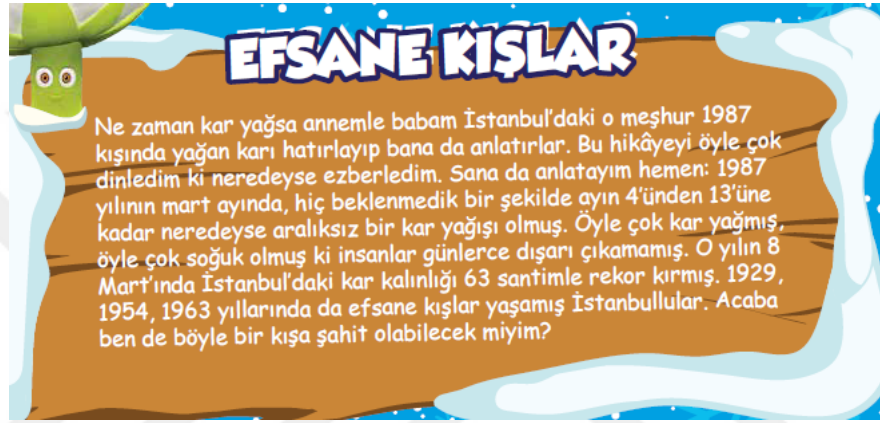 EFSANE KIŞLAR
Ne zaman kar yağsa annemle babam İstanbul'daki o meşhur 1987
kışında yağan karı hatırlayıp bana da anlatırlar. Bu hikâyeyi öyle çok
dinledim ki neredeyse ezberledim. Sana da anlatayım hemen: 1987
yılının mart ayında, hiç beklenmedik bir şekilde ayın 4'ünden 13'üne
kadar neredeyse aralıksız bir kar yağışı olmuş. Öyle çok kar yağmış,
öyle çok soğuk olmuş ki insanlar günlerce dışarı çıkamamış. O yılın 8
Mart'ında İstanbul'daki kar kalınlığı 63 santimle rekor kırmış. 1929,
1954, 1963 yıllarında da efsane kışlar yaşamış İstanbullular. Acaba
ben de böyle bir kışa şahit olabilecek miyim?